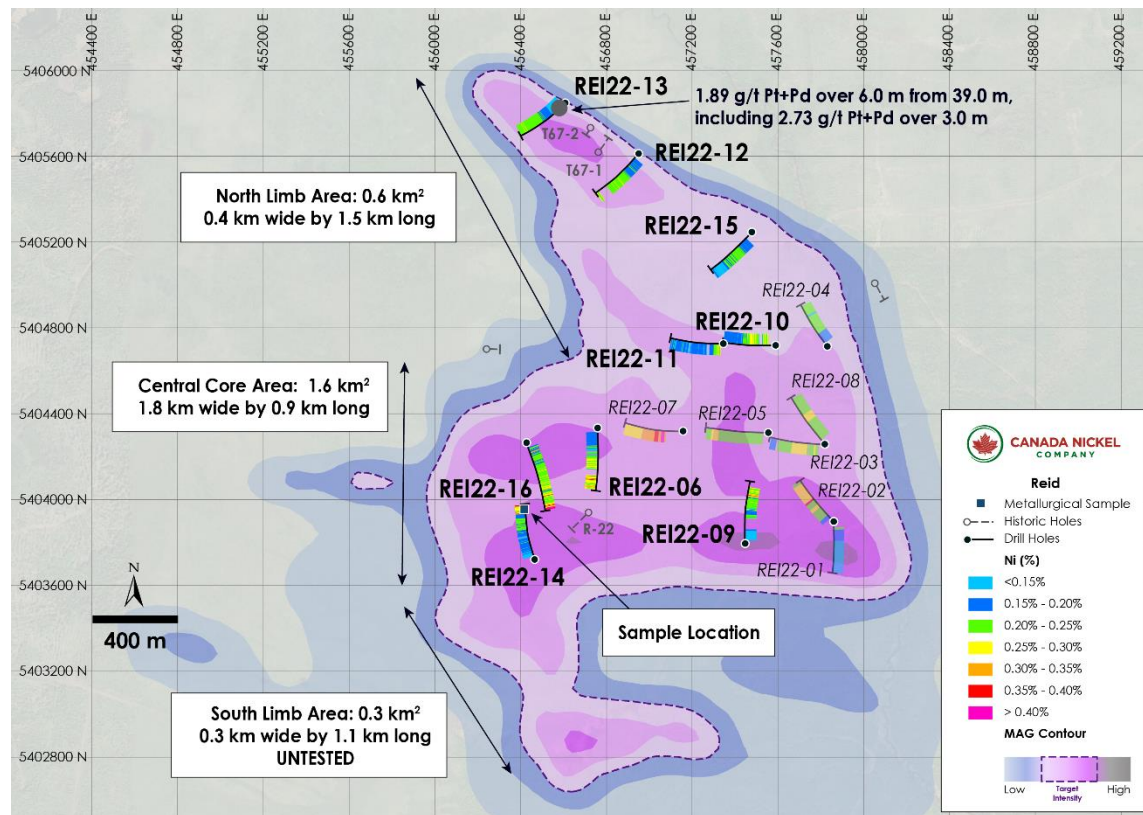 454400 E
454800 E
455200 E
455600 E
456000 E
456400 E
456800 E
457200 E
457600 E
458000 E
458400 E
458800 E
459200 E
5406000 N
REI22-13
1.89 g/t Pt+Pd over 6.0 m from 39.0 m,
including 2.73 g/t Pt+Pd over 3.0 m
T67-2
T67-1
REI22-12
5405600 N
North Limb Area: 0.6 km²
0.4 km wide by 1.5 km long
REI22-15
5405200 N
REI22-04
REI22-10
5404800 N
REI22-11
Central Core Area: 1.6 km²
1.8 km wide by 0.9 km long
REI22-08
5404400 N
REI22-07
REI22-05
REI22-03
REI22-16
REI22-06
REI22-02
5404000 N
R-22
REI22-09
REI22-01
REI22-14
5403600 N
N
400 m
Sample Location
5403200 N
South Limb Area: 0.3 km²
0.3 km wide by 1.1 km long
UNTESTED
5402800 N
CANADA NICKEL
COMPANY
Reid
Metallurgical Sample
Historic Holes
Drill Holes
Ni (%)
<0.15%
0.15% - 0.20%
0.20% - 0.25%
0.25% - 0.30%
0.30% - 0.35%
0.35% - 0.40%
> 0.40%
MAG Contour
Low
Target
Intensity
High